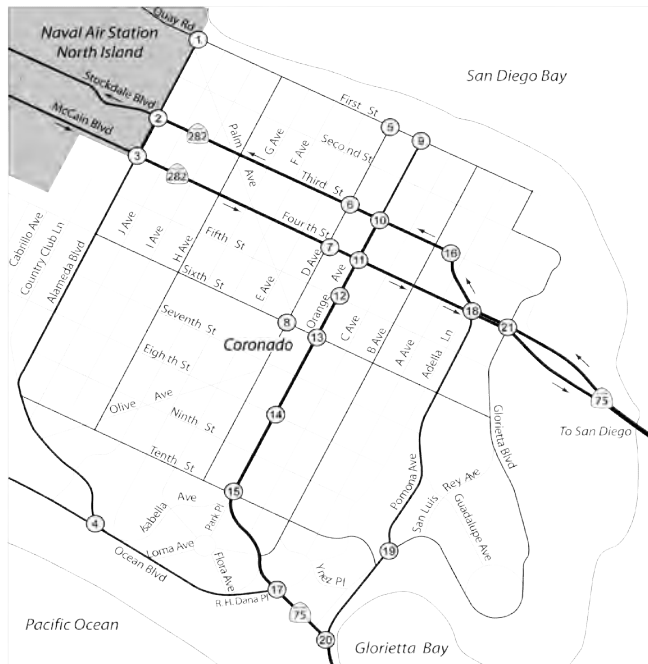 Quay Rd
Naval Air Station
North Island
1
San Diego Bay
Stockdale Blvd
First St
2
282
5
9
McCain Blvd
Palm
Ave
G Ave
F Ave
Second St
3
282
Third St
6
10
Cabrillo Ave
Country Club Ln
Alameda Blvd
J Ave
I Ave
H Ave
Fifth St
Fourth St
7
D Ave
11
16
Sixth St
E Ave
Orange Ave
12
18
21
8
Coronado
13
C Ave
B Ave
A Ave
Adella Ln
Seventh St
Eighth St
75
To San Diego
Olive Ave
Ninth St
14
Glorietta Blvd
Tenth St
15
Pomona Ave
San Luis Rey Ave
Guadalupe Ave
Isabella Ave
Park Pl
4
Loma Ave
Ocean Blvd
Flora Ave
Ynez Pl
19
R.H. Dana Pl
17
75
20
Pacific Ocean
Glorietta Bay